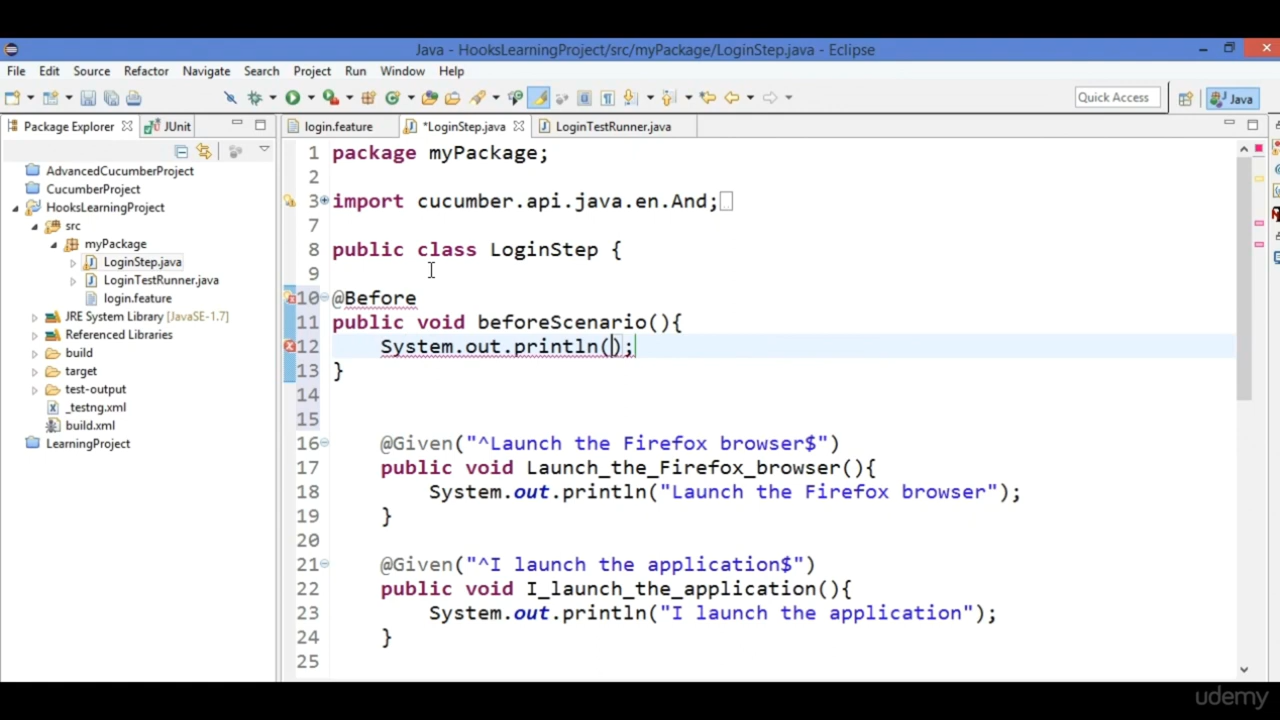 Java - HooksLearningProject/src/myPackage/LoginStep.java - Eclipse
File Edit Source Refactor Navigate Search Project Run Window Help
Quick Access Java
Package Explorer JUnit login.feature *LoginStep.java LoginTestRunner.java
AdvancedCucumberProject
CucumberProject
HooksLearningProject
src
myPackage
LoginStep.java
LoginTestRunner.java
login.feature
JRE System Library [JavaSE-1.7]
Referenced Libraries
build
target
test-output
_testng.xml
build.xml
LearningProject
1 package myPackage;
2
3 import cucumber.api.java.en.And;
7
8 public class LoginStep {
9
10 @Before
11 public void beforeScenario(){
12 System.out.println();
13 }
14
15
16 @Given("^Launch the Firefox browser$")
17 public void Launch_the_Firefox_browser(){
18 System.out.println("Launch the Firefox browser");
19 }
20
21 @Given("^I launch the application$")
22 public void I_launch_the_application(){
23 System.out.println("I launch the application");
24 }
25
udemy